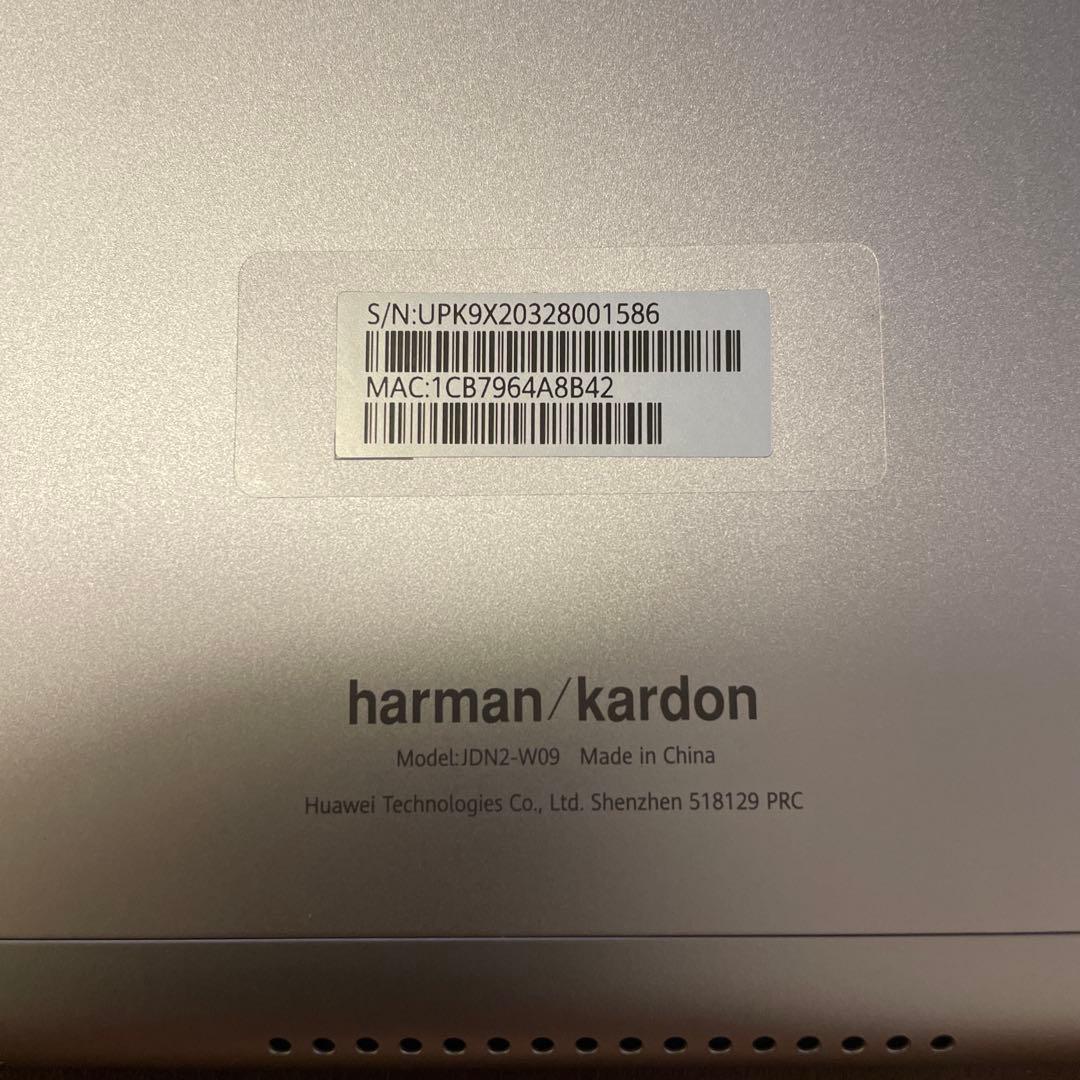 S/N:UPK9X20328001586
MAC:1CB7964A8B42
harman/kardon
Model:JDN2-W09 Made in China
Huawei Technologies Co., Ltd. Shenzhen 518129 PRC